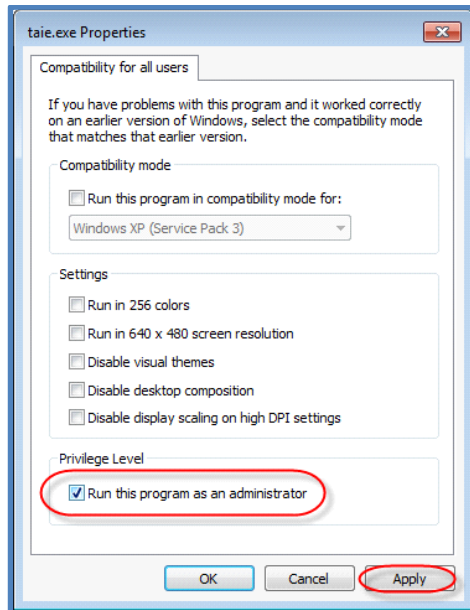 taie.exe Properties
Compatibility for all users
If you have problems with this program and it worked correctly
on an earlier version of Windows, select the compatibility mode
that matches that earlier version.
Compatibility mode
Run this program in compatibility mode for:
Windows XP (Service Pack 3)
Settings
Run in 256 colors
Run in 640 x 480 screen resolution
Disable visual themes
Disable desktop composition
Disable display scaling on high DPI settings
Privilege Level
Run this program as an administrator
OK Cancel Apply